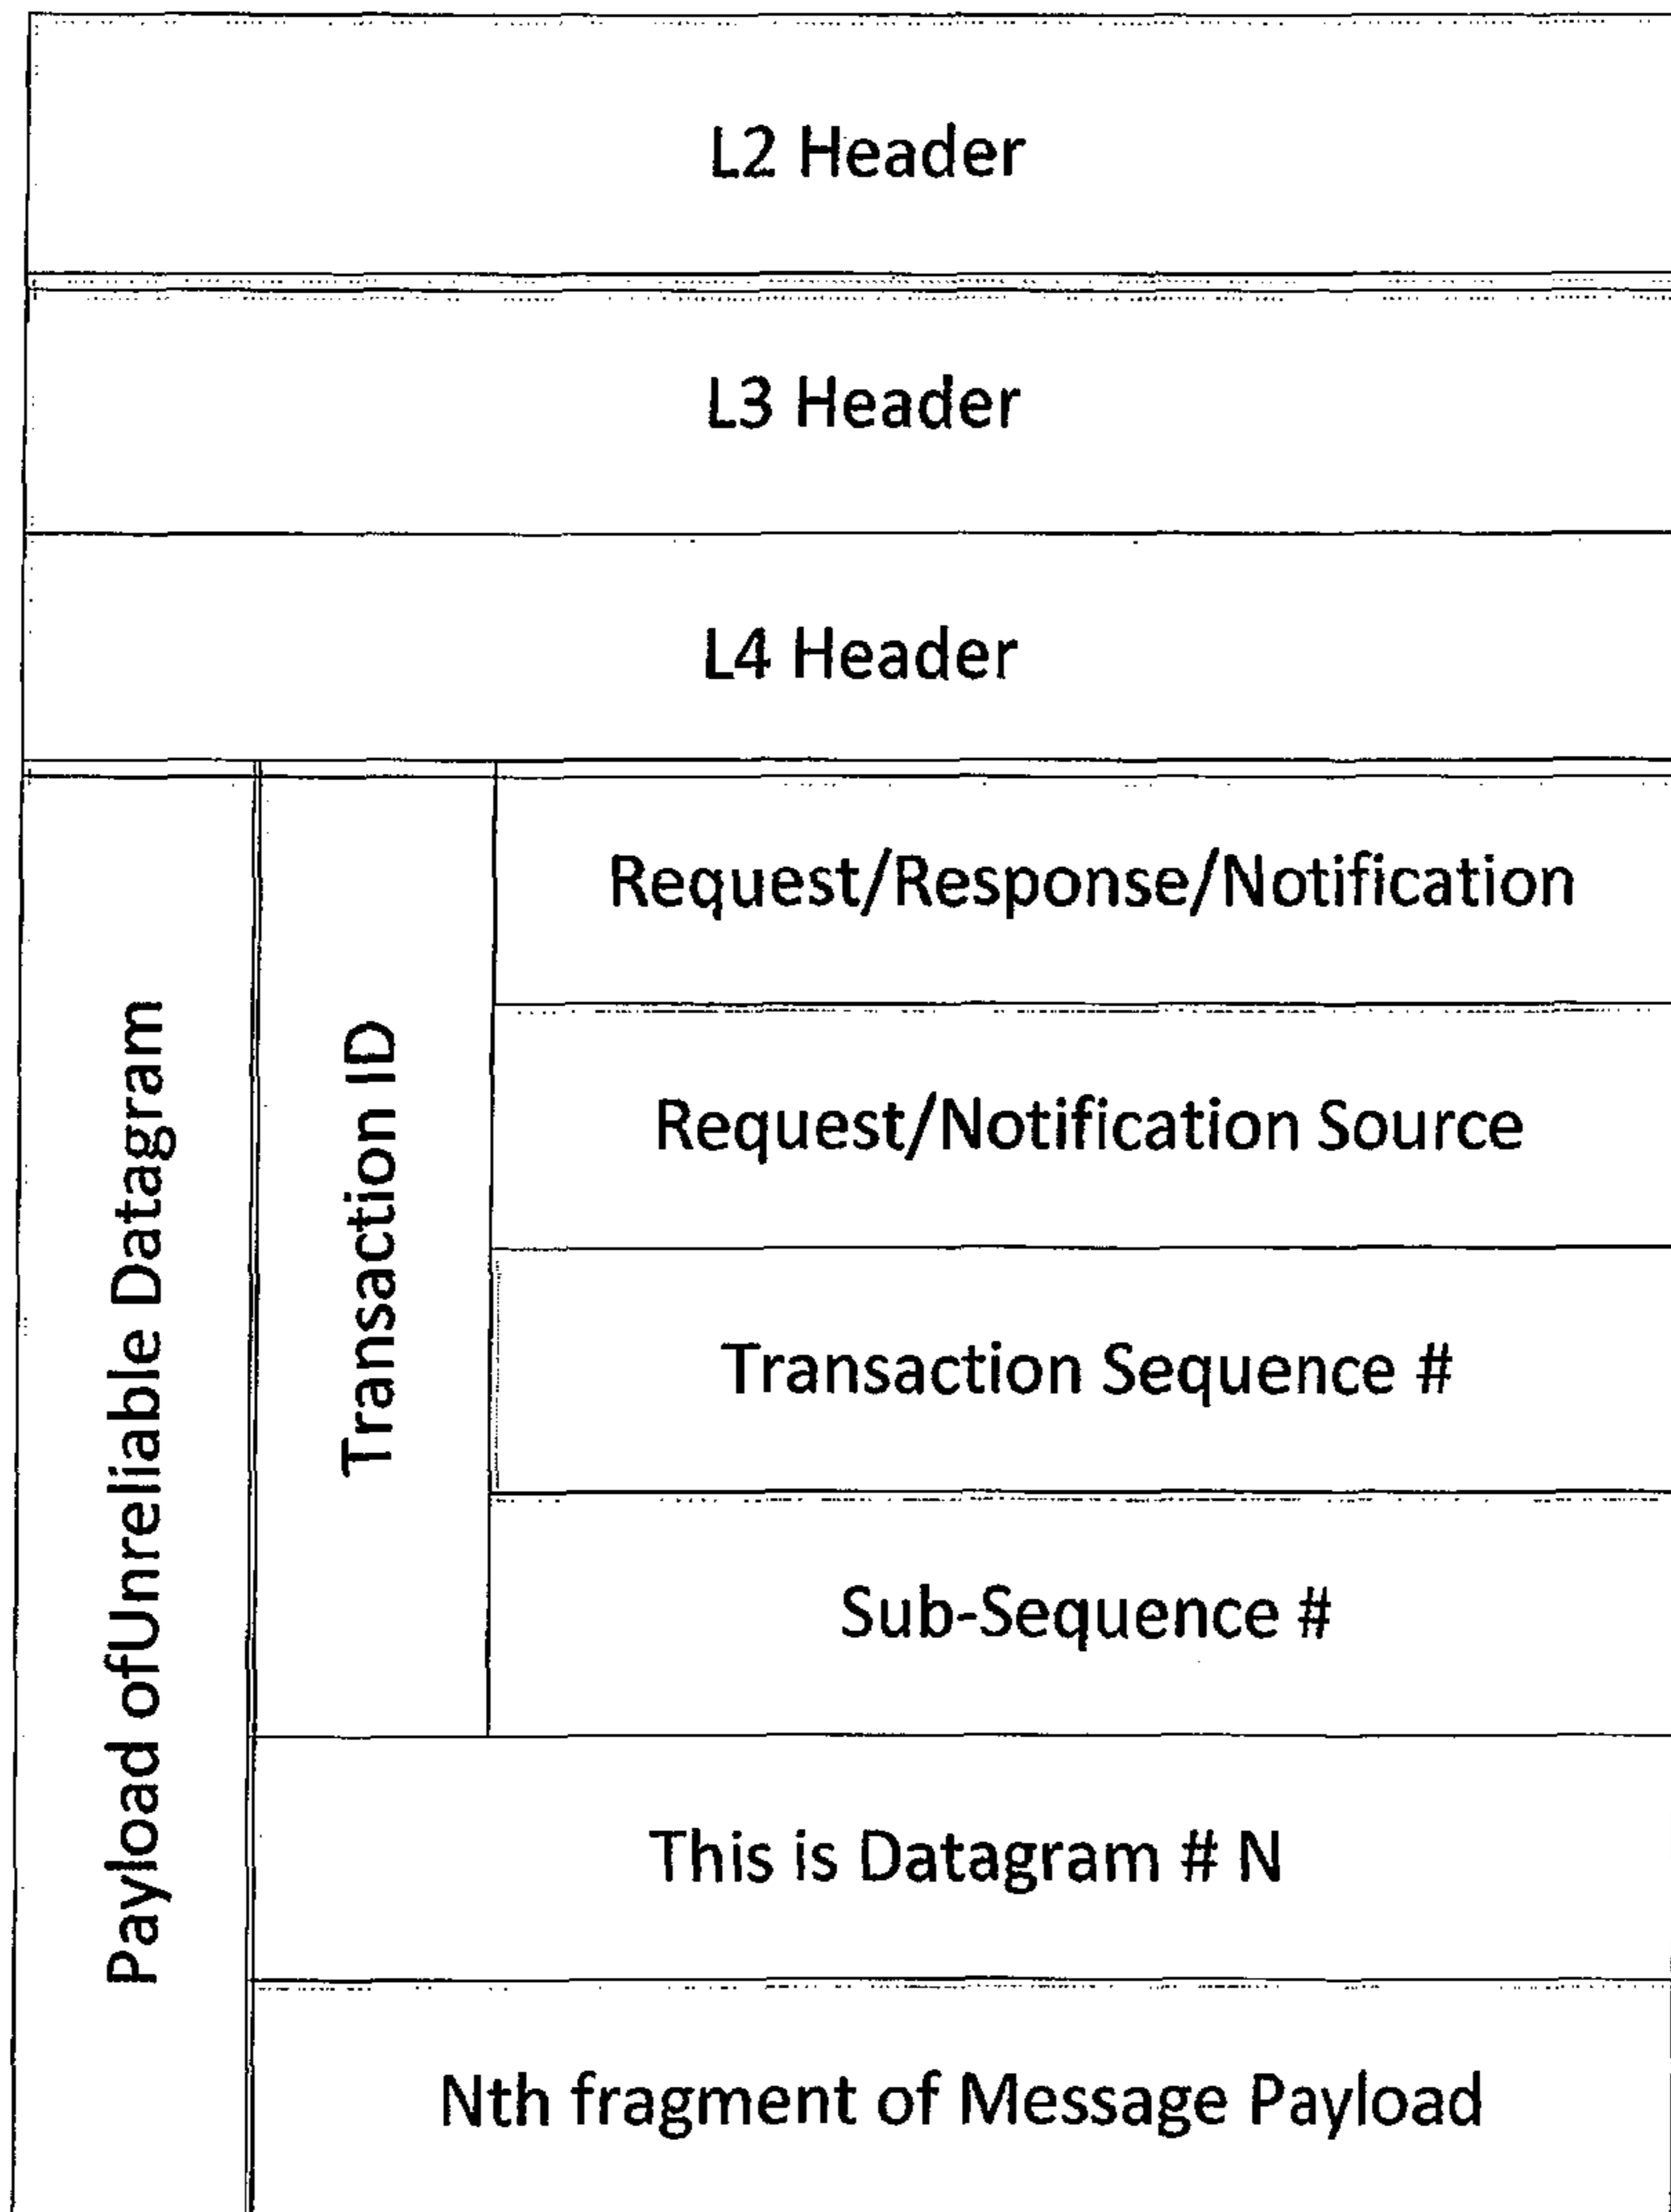 L2 Header
L3 Header
L4 Header
Payload ofUnreliable Datagram
Transaction ID
Request/Response/Notification
Request/Notification Source
Transaction Sequence #
Sub-Sequence #
This is Datagram # N
Nth fragment of Message Payload